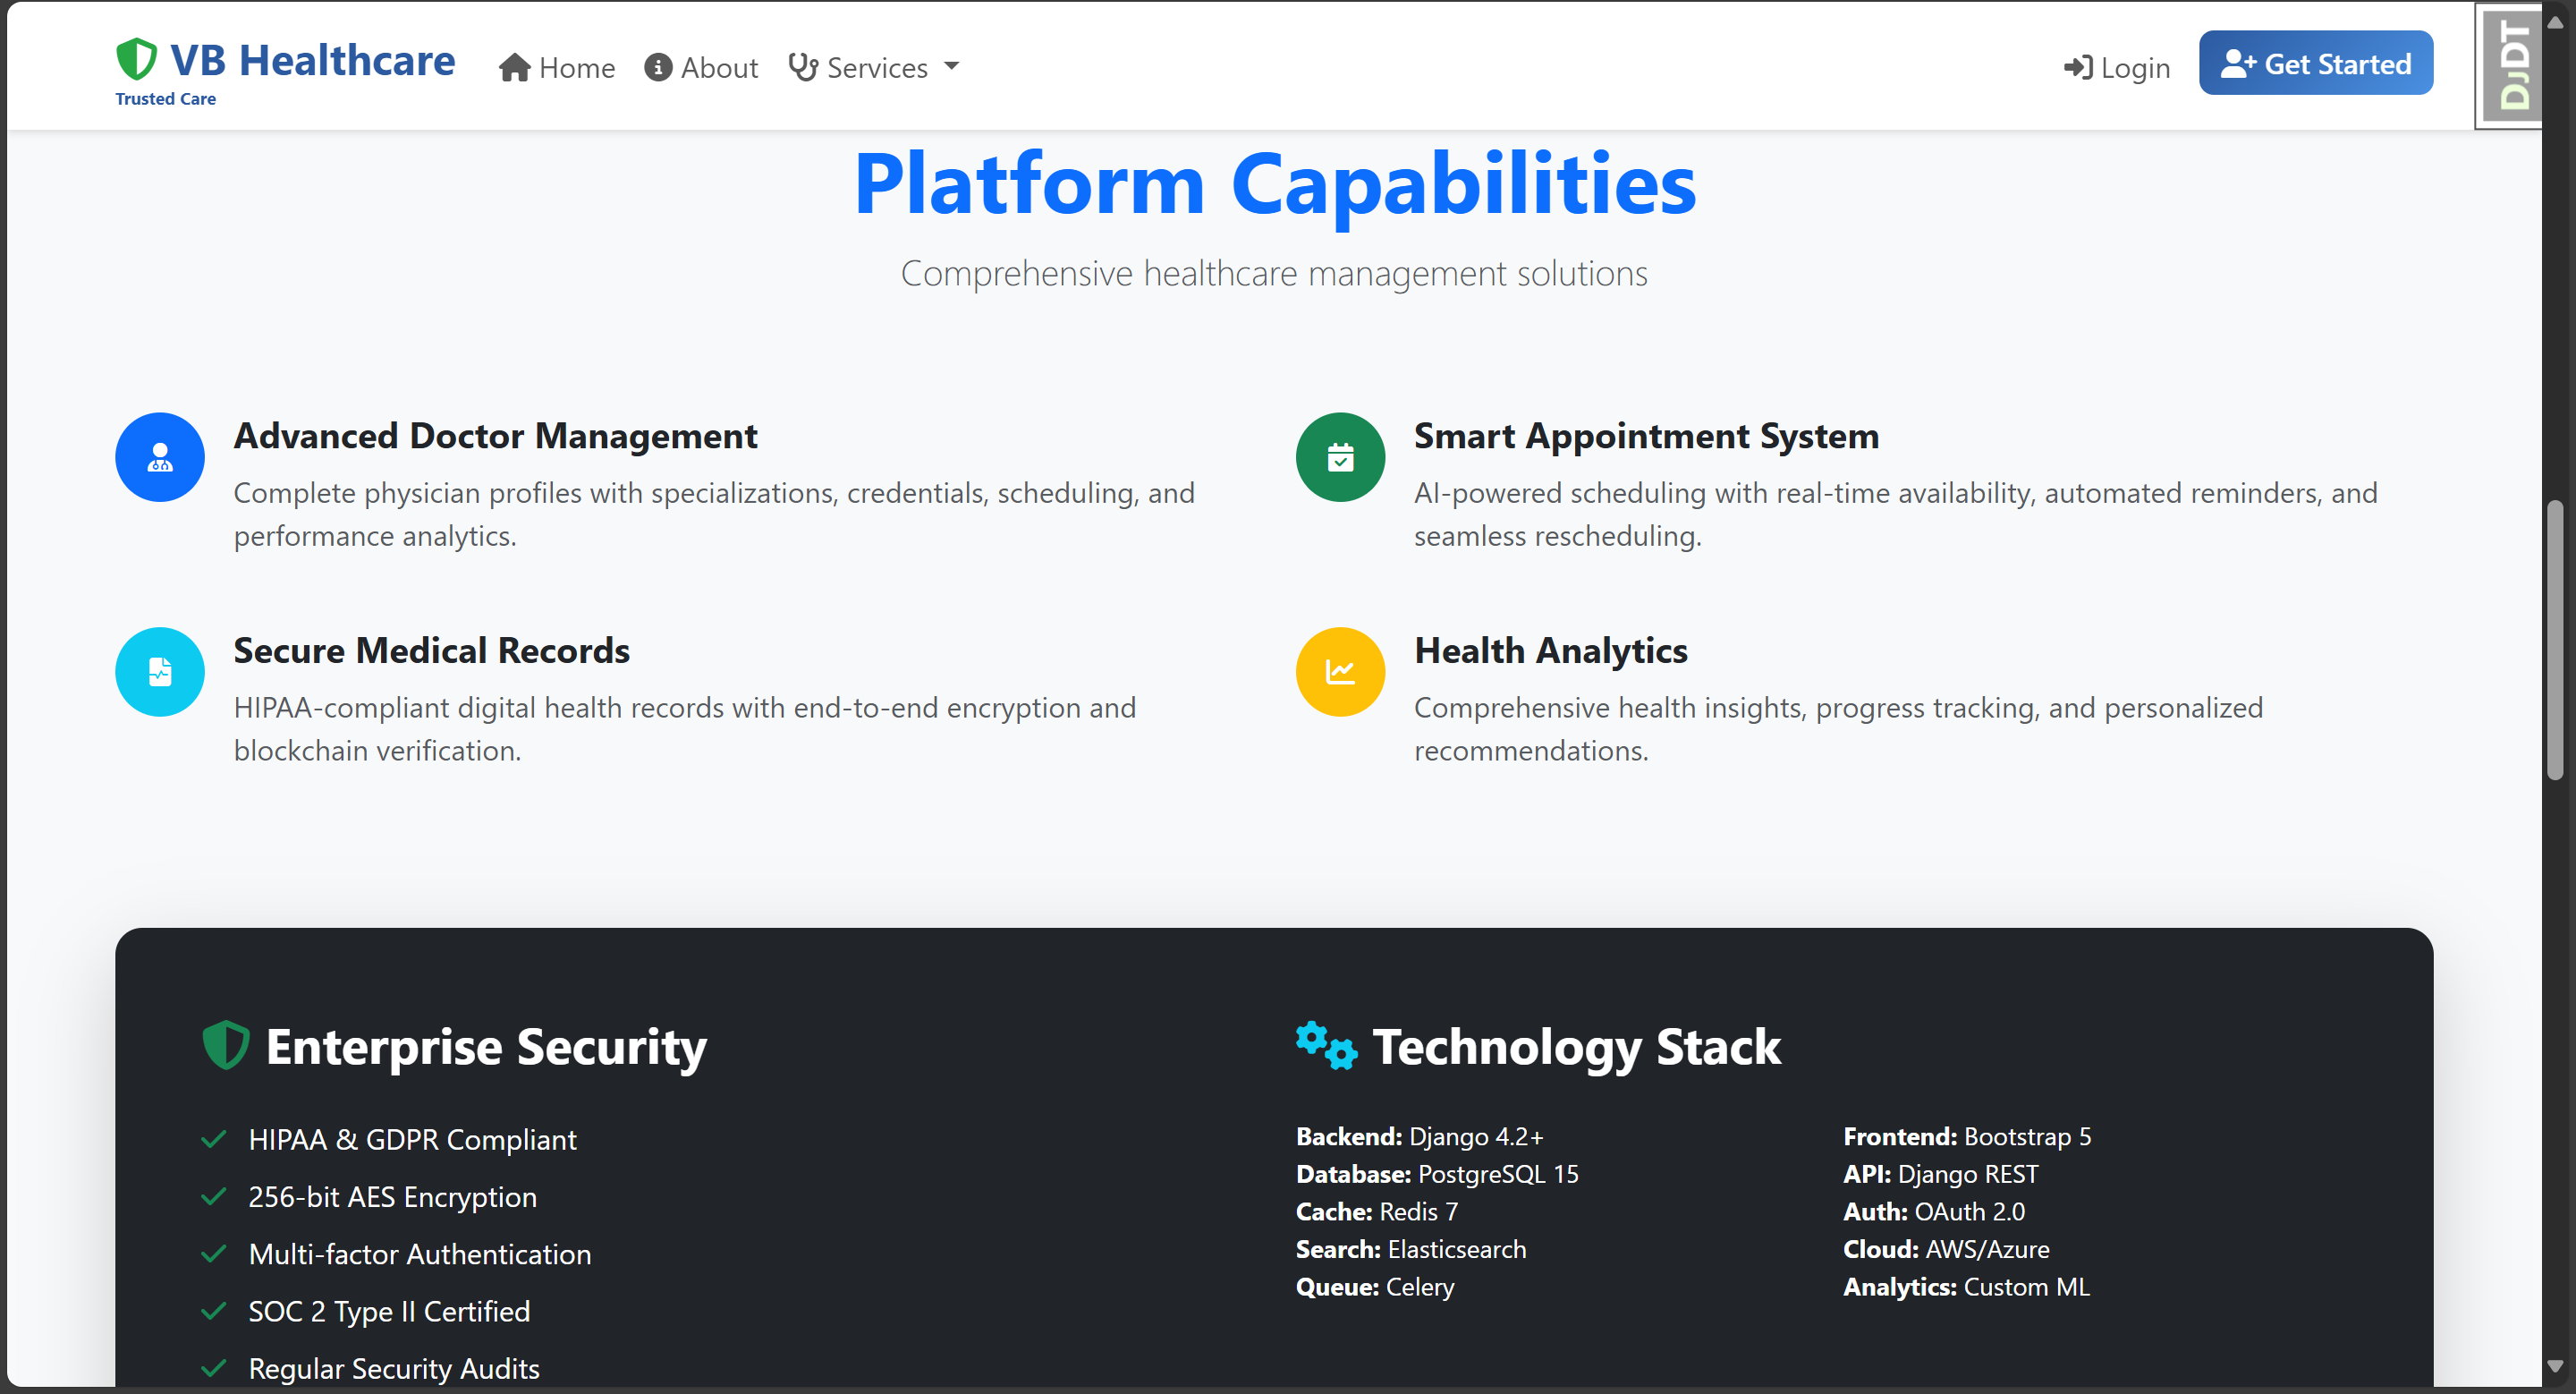 VB Healthcare
Trusted Care
Home
About
Services
Login
Get Started
DJDT
Platform Capabilities
Comprehensive healthcare management solutions
Advanced Doctor Management
Complete physician profiles with specializations, credentials, scheduling, and
performance analytics.
Smart Appointment System
AI-powered scheduling with real-time availability, automated reminders, and
seamless rescheduling.
Secure Medical Records
HIPAA-compliant digital health records with end-to-end encryption and
blockchain verification.
Health Analytics
Comprehensive health insights, progress tracking, and personalized
recommendations.
Enterprise Security
HIPAA & GDPR Compliant
256-bit AES Encryption
Multi-factor Authentication
SOC 2 Type II Certified
Regular Security Audits
Technology Stack
Backend: Django 4.2+
Database: PostgreSQL 15
Cache: Redis 7
Search: Elasticsearch
Queue: Celery
Frontend: Bootstrap 5
API: Django REST
Auth: OAuth 2.0
Cloud: AWS/Azure
Analytics: Custom ML